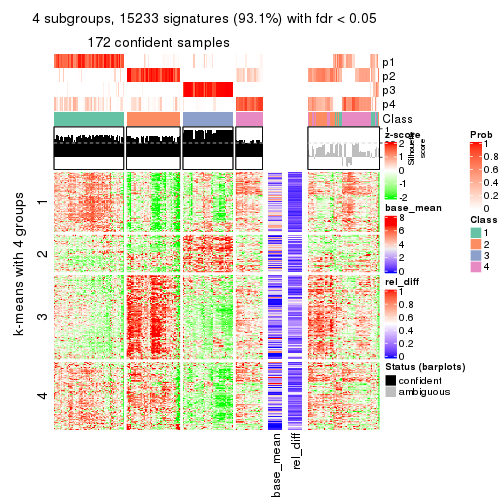 4 subgroups, 15233 signatures (93.1%) with fdr < 0.05
172 confident samples
p1
p2
p3
p4
Class
1
Silhouette
score
z-score
2
1
0
-1
-2
base_mean
8
6
4
2
0
rel_diff
1
0.8
0.6
0.4
0.2
0
Status (barplots)
confident
ambiguous
Prob
1
0.8
0.6
0.4
0.2
0
Class
1
2
3
4
k-means with 4 groups
1
2
3
4
base_mean
rel_diff